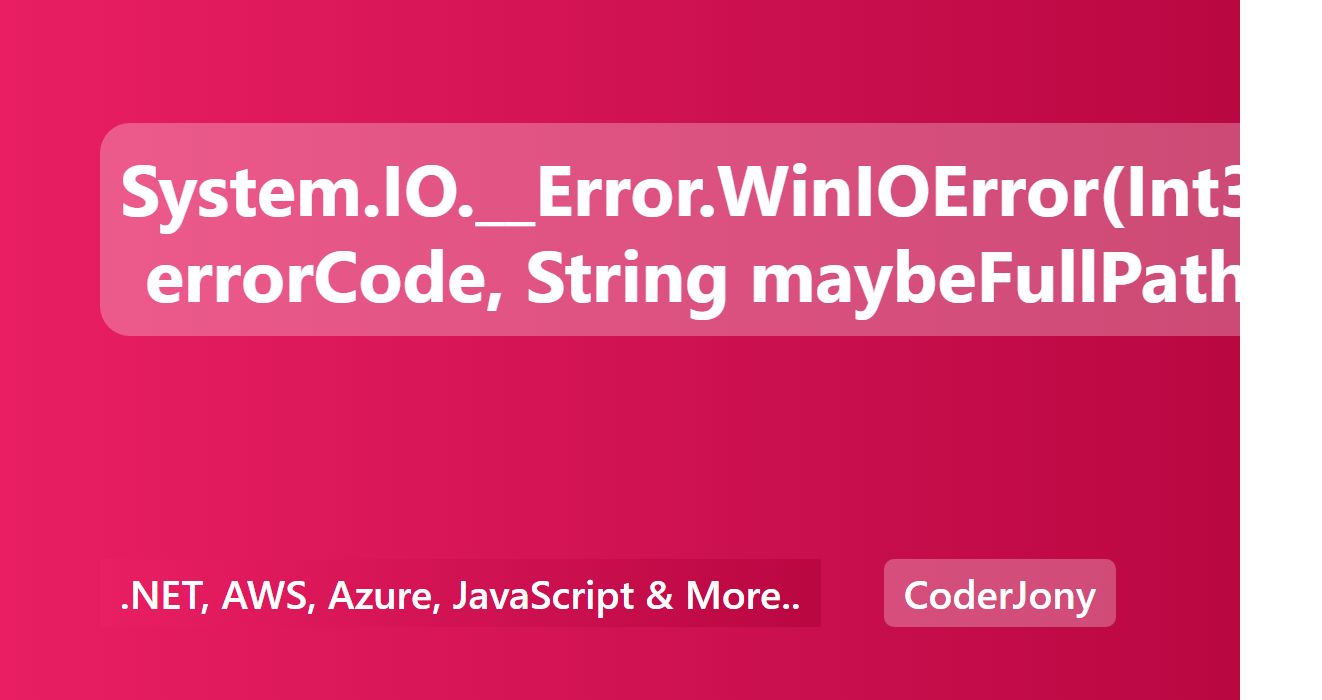 System.IO.__Error.WinIOError(Int3
errorCode, String maybeFullPath
.NET, AWS, Azure, JavaScript & More..
CoderJony